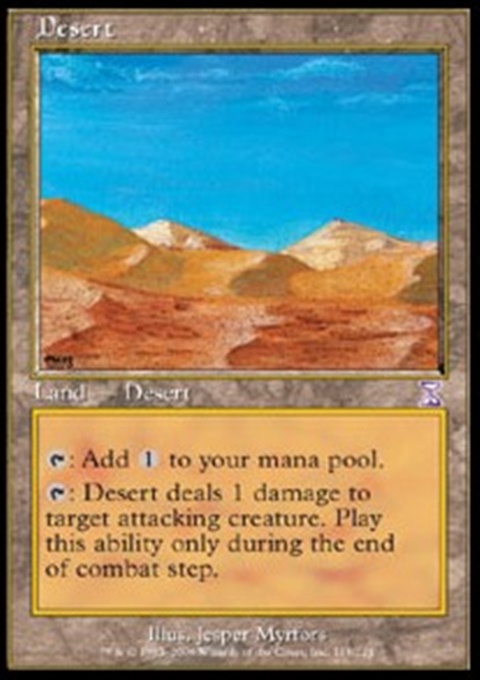 Desert
Land — Desert
: Add 1 to your mana pool.
: Desert deals 1 damage to
target attacking creature. Play
this ability only during the end
of combat step.
Illus. Jesper Myrfors